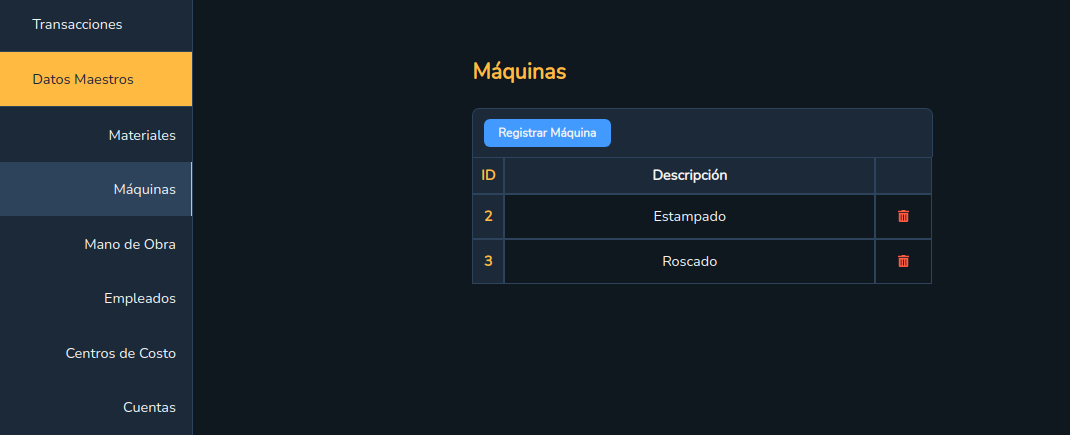 Transacciones
Datos Maestros
Materiales
Máquinas
Mano de Obra
Empleados
Centros de Costo
Cuentas
Máquinas
Registrar Máquina
ID Descripción
2 Estampado
3 Roscado